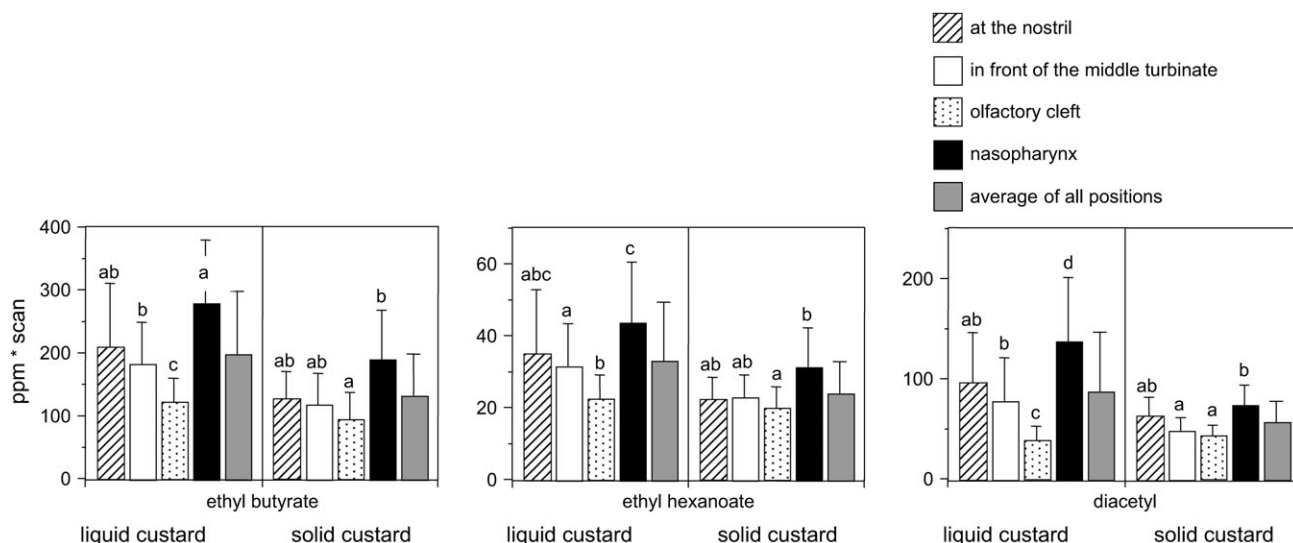 at the nostril
in front of the middle turbinate
olfactory cleft
nasopharynx
average of all positions
ppm * scan
400
300
200
100
0
ab
b
c
a
ab
ab
a
b
ethyl butyrate
liquid custard
solid custard
60
40
20
0
abc
a
b
c
ab
ab
a
b
ethyl hexanoate
liquid custard
solid custard
200
100
0
ab
b
c
d
ab
a
a
b
diacetyl
liquid custard
solid custard